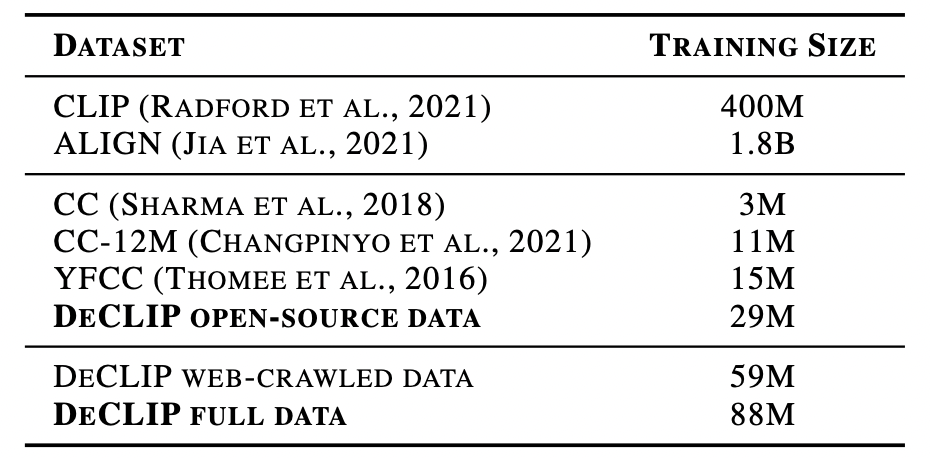 DATASET TRAINING SIZE
CLIP (RADFORD ET AL., 2021) 400M
ALIGN (JIA ET AL., 2021) 1.8B
CC (SHARMA ET AL., 2018) 3M
CC-12M (CHANGPINYO ET AL., 2021) 11M
YFCC (THOMEE ET AL., 2016) 15M
DECLIP OPEN-SOURCE DATA 29M
DECLIP WEB-CRAWLED DATA 59M
DECLIP FULL DATA 88M